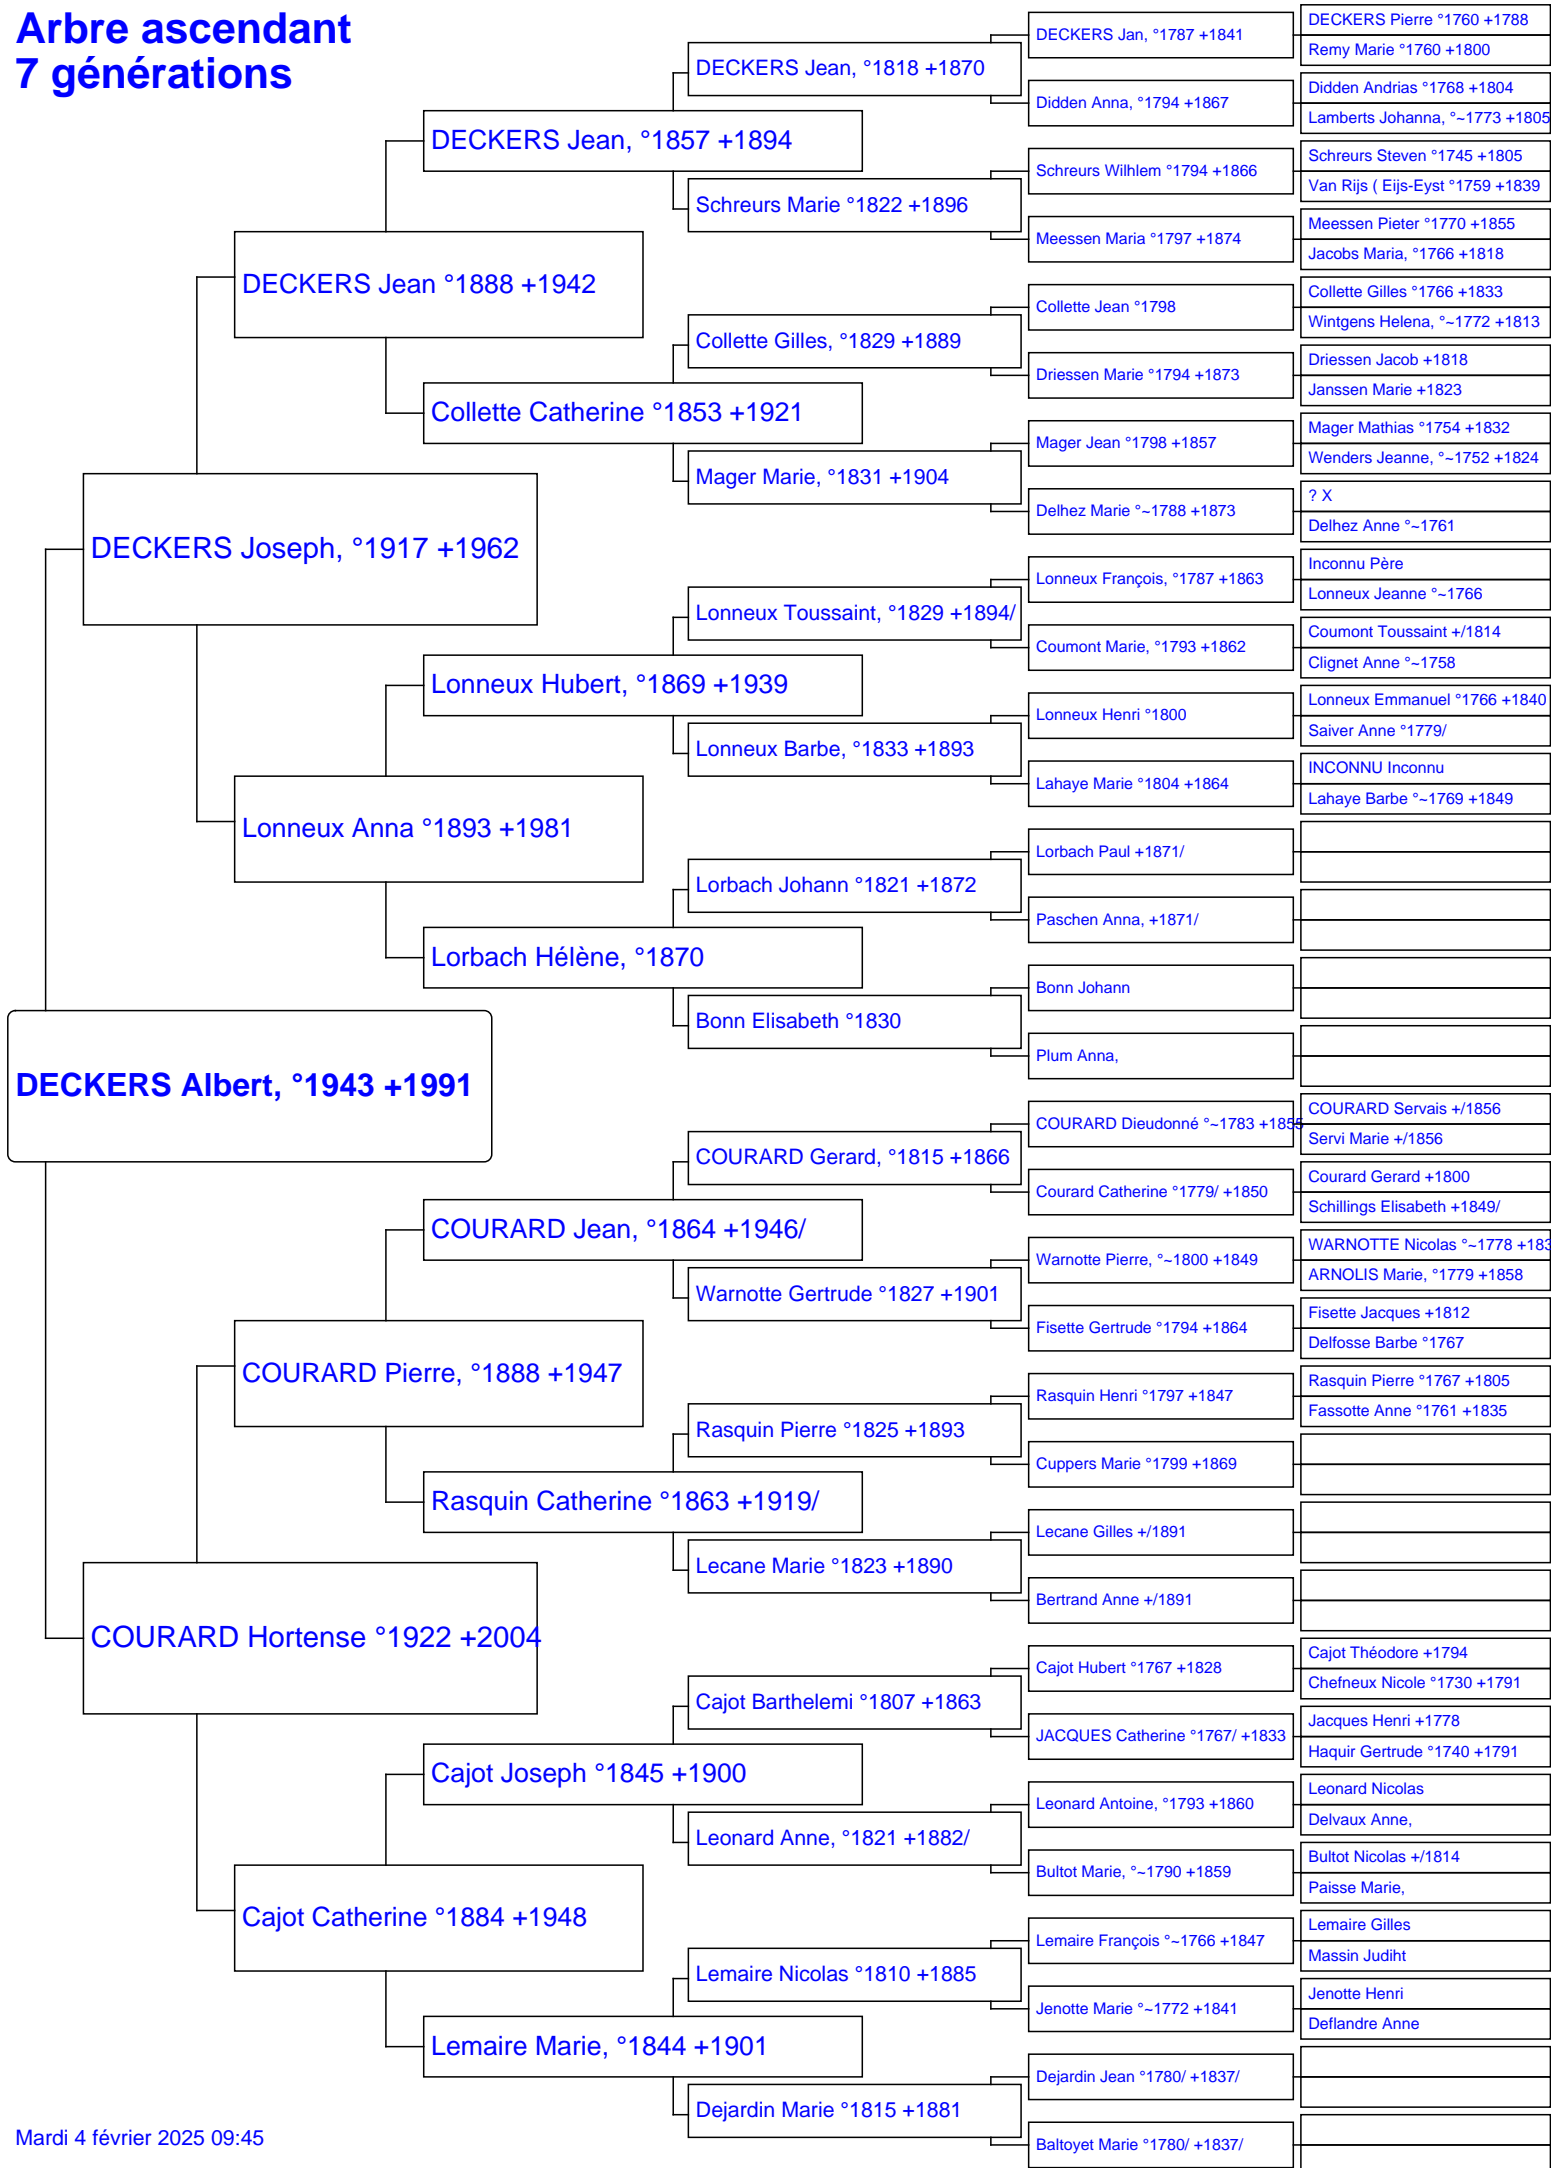 Arbre ascendant
7 générations
DECKERS Albert, °1943 +1991
DECKERS Joseph, °1917 +1962
COURARD Hortense °1922 +2004
DECKERS Jean °1888 +1942
Lonneux Anna °1893 +1981
COURARD Pierre, °1888 +1947
Cajot Catherine °1884 +1948
DECKERS Jean, °1857 +1894
Collette Catherine °1853 +1921
Lonneux Hubert, °1869 +1939
Lorbach Hélène, °1870
COURARD Jean, °1864 +1946/
Rasquin Catherine °1863 +1919/
Cajot Joseph °1845 +1900
Lemaire Marie, °1844 +1901
DECKERS Jean, °1818 +1870
Schreurs Marie °1822 +1896
Collette Gilles, °1829 +1889
Mager Marie, °1831 +1904
Lonneux Toussaint, °1829 +1894/
Lonneux Barbe, °1833 +1893
Lorbach Johann °1821 +1872
Bonn Elisabeth °1830
COURARD Gerard, °1815 +1866
Warnotte Gertrude °1827 +1901
Rasquin Pierre °1825 +1893
Lecane Marie °1823 +1890
Cajot Barthelemi °1807 +1863
Leonard Anne, °1821 +1882/
Lemaire Nicolas °1810 +1885
Dejardin Marie °1815 +1881
DECKERS Jan, °1787 +1841
Didden Anna, °1794 +1867
Schreurs Wilhlem °1794 +1866
Meessen Maria °1797 +1874
Collette Jean °1798
Driessen Marie °1794 +1873
Mager Jean °1798 +1857
Delhez Marie °~1788 +1873
Lonneux François, °1787 +1863
Coumont Marie, °1793 +1862
Lonneux Henri °1800
Lahaye Marie °1804 +1864
Lorbach Paul +1871/
Paschen Anna, +1871/
Bonn Johann
Plum Anna,
COURARD Dieudonné °~1783 +1855
Courard Catherine °1779/ +1850
Warnotte Pierre, °~1800 +1849
Fisette Gertrude °1794 +1864
Rasquin Henri °1797 +1847
Cuppers Marie °1799 +1869
Lecane Gilles +/1891
Bertrand Anne +/1891
Cajot Hubert °1767 +1828
JACQUES Catherine °1767/ +1833
Leonard Antoine, °1793 +1860
Bultot Marie, °~1790 +1859
Lemaire François °~1766 +1847
Jenotte Marie °~1772 +1841
Dejardin Jean °1780/ +1837/
Baltoyet Marie °1780/ +1837/
DECKERS Pierre °1760 +1788
Remy Marie °1760 +1800
Didden Andrias °1768 +1804
Lamberts Johanna, °~1773 +1805
Schreurs Steven °1745 +1805
Van Rijs ( Eijs-Eyst °1759 +1839
Meessen Pieter °1770 +1855
Jacobs Maria, °1766 +1818
Collette Gilles °1766 +1833
Wintgens Helena, °~1772 +1813
Driessen Jacob +1818
Janssen Marie +1823
Mager Mathias °1754 +1832
Wenders Jeanne, °~1752 +1824
? X
Delhez Anne °~1761
Inconnu Père
Lonneux Jeanne °~1766
Coumont Toussaint +/1814
Clignet Anne °~1758
Lonneux Emmanuel °1766 +1840
Saiver Anne °1779/
INCONNU Inconnu
Lahaye Barbe °~1769 +1849
COURARD Servais +/1856
Servi Marie +/1856
Courard Gerard +1800
Schillings Elisabeth +1849/
WARNOTTE Nicolas °~1778 +183
ARNOLIS Marie, °1779 +1858
Fisette Jacques +1812
Delfosse Barbe °1767
Rasquin Pierre °1767 +1805
Fassotte Anne °1761 +1835
Cajot Théodore +1794
Chefneux Nicole °1730 +1791
Jacques Henri +1778
Haquir Gertrude °1740 +1791
Leonard Nicolas
Delvaux Anne,
Bultot Nicolas +/1814
Paisse Marie,
Lemaire Gilles
Massin Judiht
Jenotte Henri
Deflandre Anne
Mardi 4 février 2025 09:45